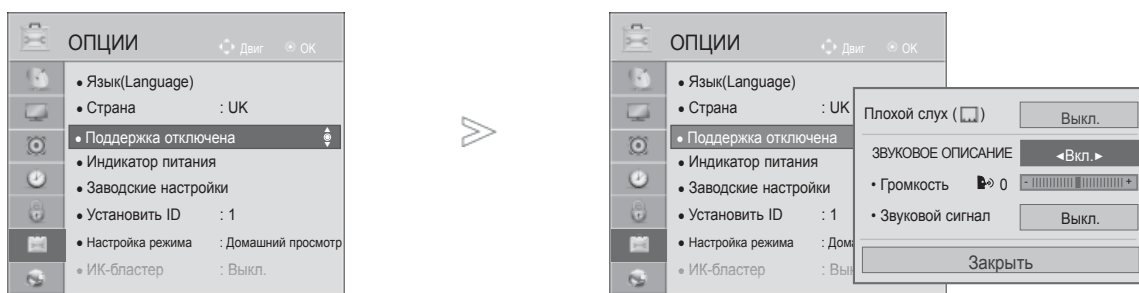 ОПЦИИ Двиг OK
• Язык(Language)
• Страна : UK
• Поддержка отключена
• Индикатор питания
• Заводские настройки
• Установить ID : 1
• Настройка режима : Домашний просмотр
• ИК-бластер : Выкл.
ОПЦИИ Двиг OK
• Язык(Language)
• Страна : UK
• Поддержка отключена
• Индикатор питания
• Заводские настройки
• Установить ID : 1
• Настройка режима : Дома
• ИК-бластер : Вык
Плохой слух ( ) Выкл.
ЗВУКОВОЕ ОПИСАНИЕ ◄Вкл.►
• Громкость 0 - +
• Звуковой сигнал Выкл.
Закрыть